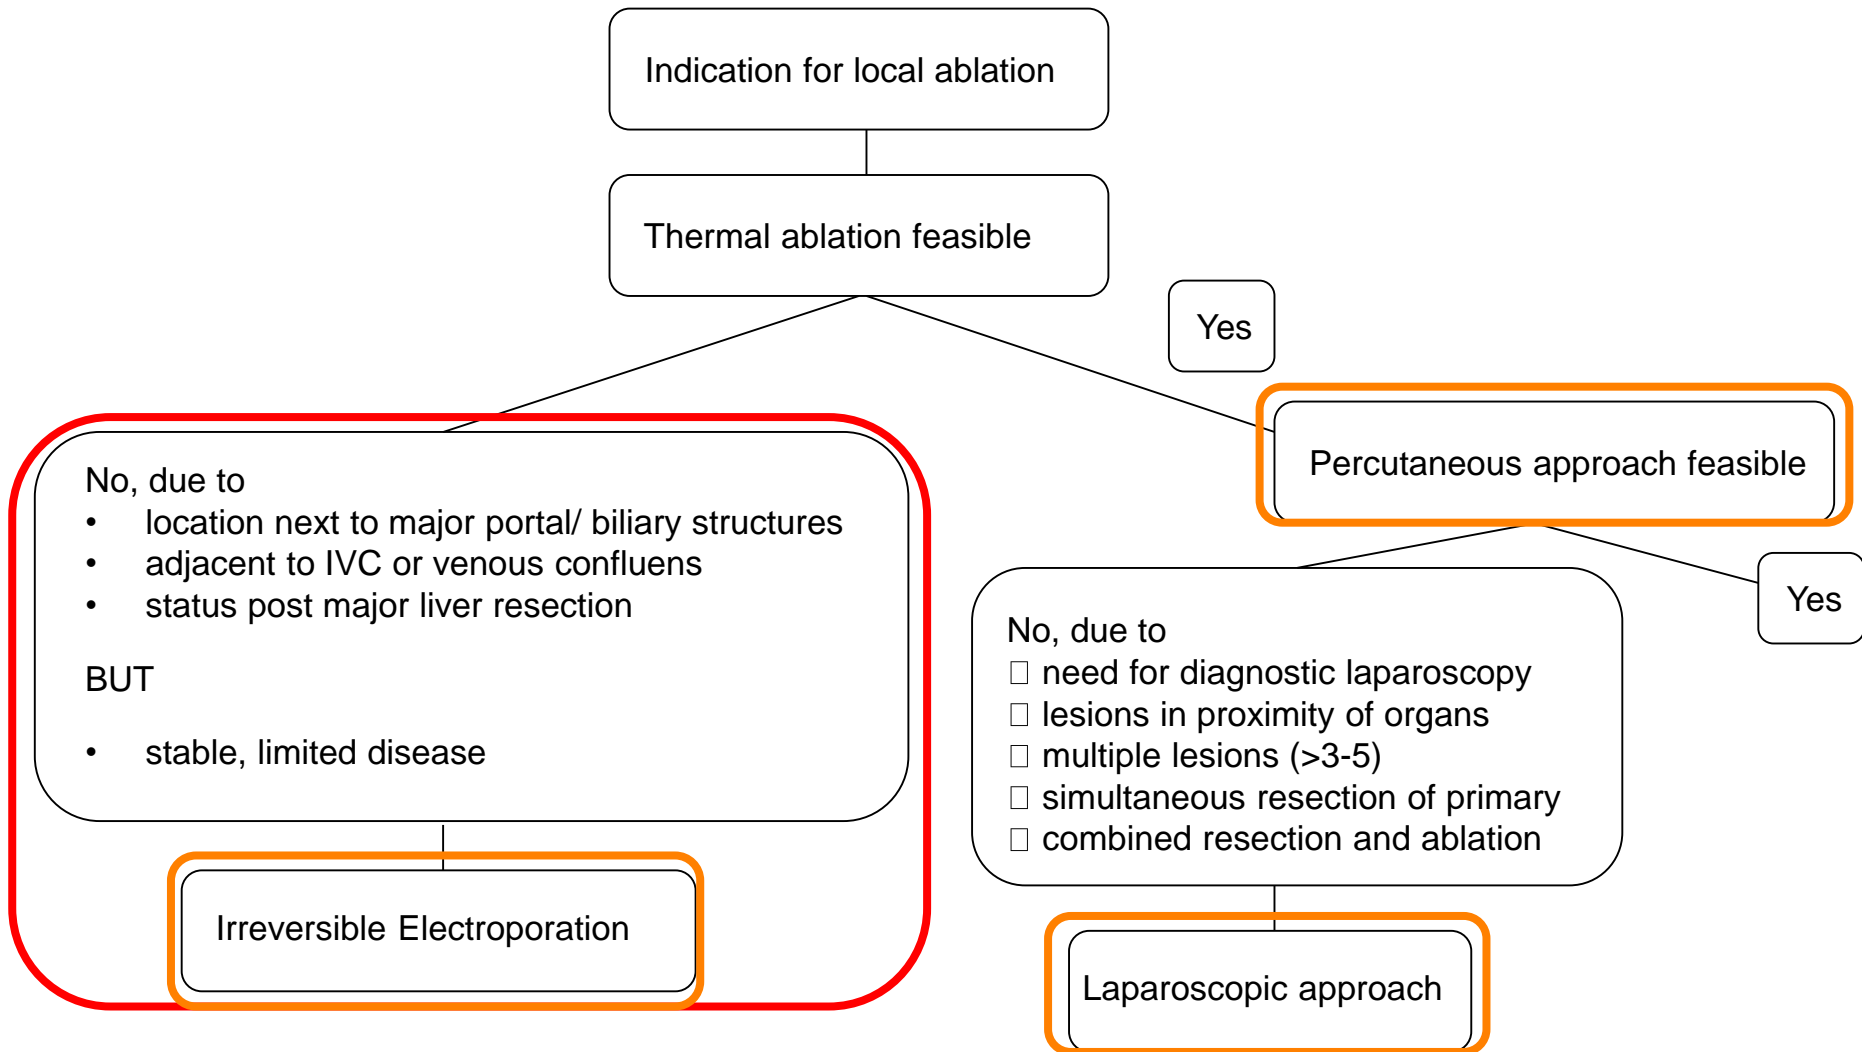 Indication for local ablation
Thermal ablation feasible
Yes
No, due to
• location next to major portal/ biliary structures
• adjacent to IVC or venous confluens
• status post major liver resection
BUT
• stable, limited disease
Irreversible Electroporation
Percutaneous approach feasible
Yes
No, due to
□ need for diagnostic laparoscopy
□ lesions in proximity of organs
□ multiple lesions (>3-5)
□ simultaneous resection of primary
□ combined resection and ablation
Laparoscopic approach